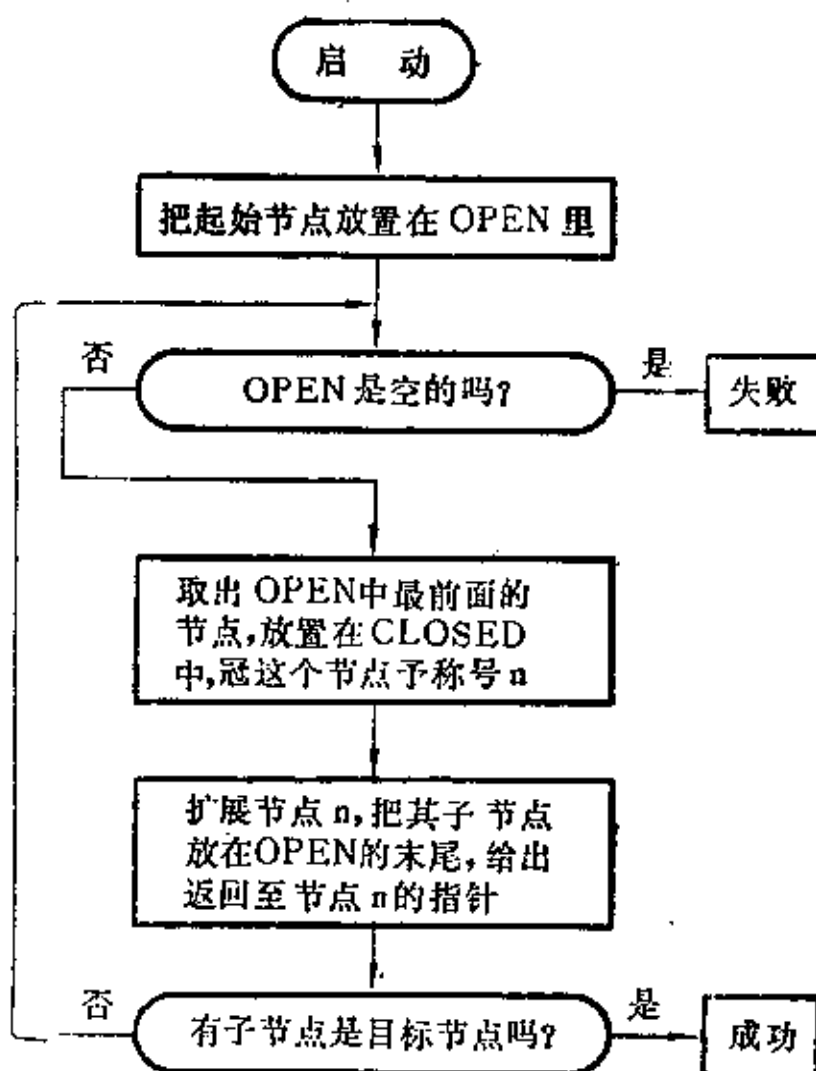 启 动
把起始节点放置在 OPEN 里
否
是
OPEN是空的吗?
失败
取出 OPEN中最前面的
节点,放置在CLOSED
中,冠这个节点予称号 n
扩展节点 n,把其子 节点
放在OPEN的末尾,给出
返回至节点 n的指针
否
是
有子节点是目标节点吗?
成功